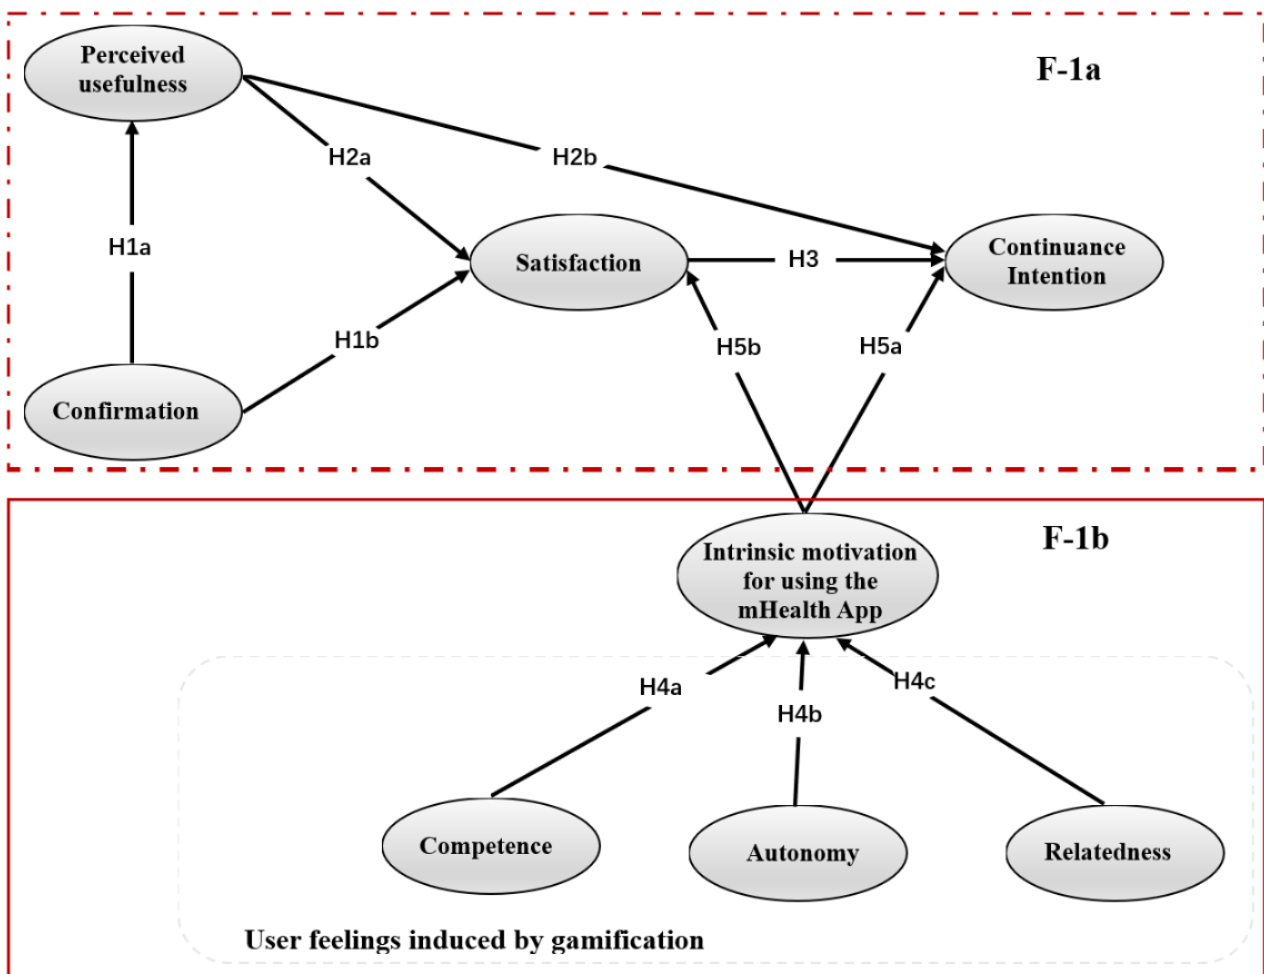 Perceived
usefulness
F-1a
H2a
H2b
H1a
Satisfaction
H3
Continuance
Intention
H1b
H5b
H5a
Confirmation
F-1b
Intrinsic motivation
for using the
mHealth App
H4a
H4b
H4c
Competence
Autonomy
Relatedness
User feelings induced by gamification